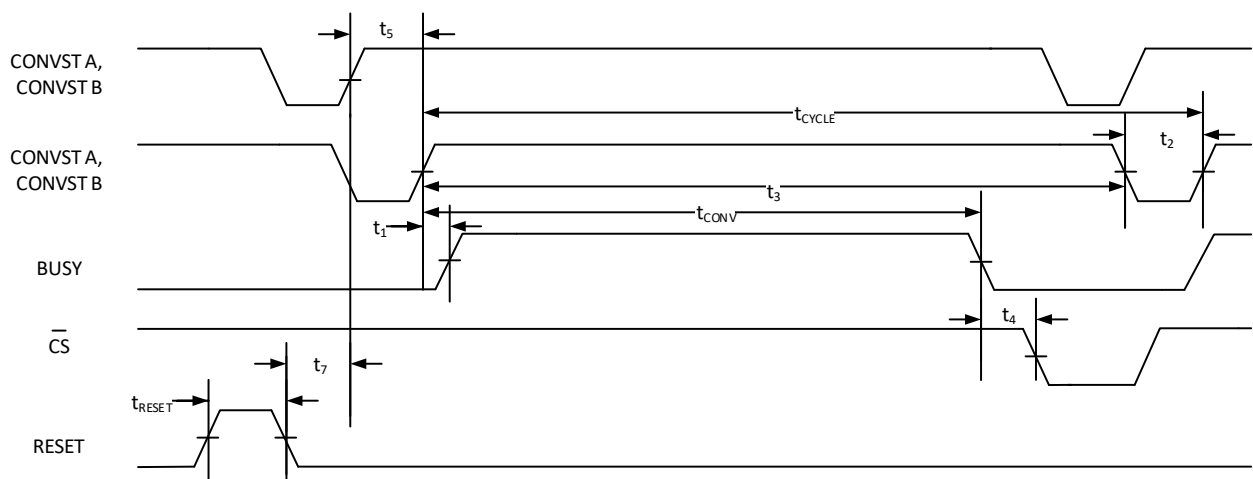 t5
CONVST A,
CONVST B
tCYCLE
t2
CONVST A,
CONVST B
t3
tCONV
t1
BUSY
t4
CS
t7
tRESET
RESET